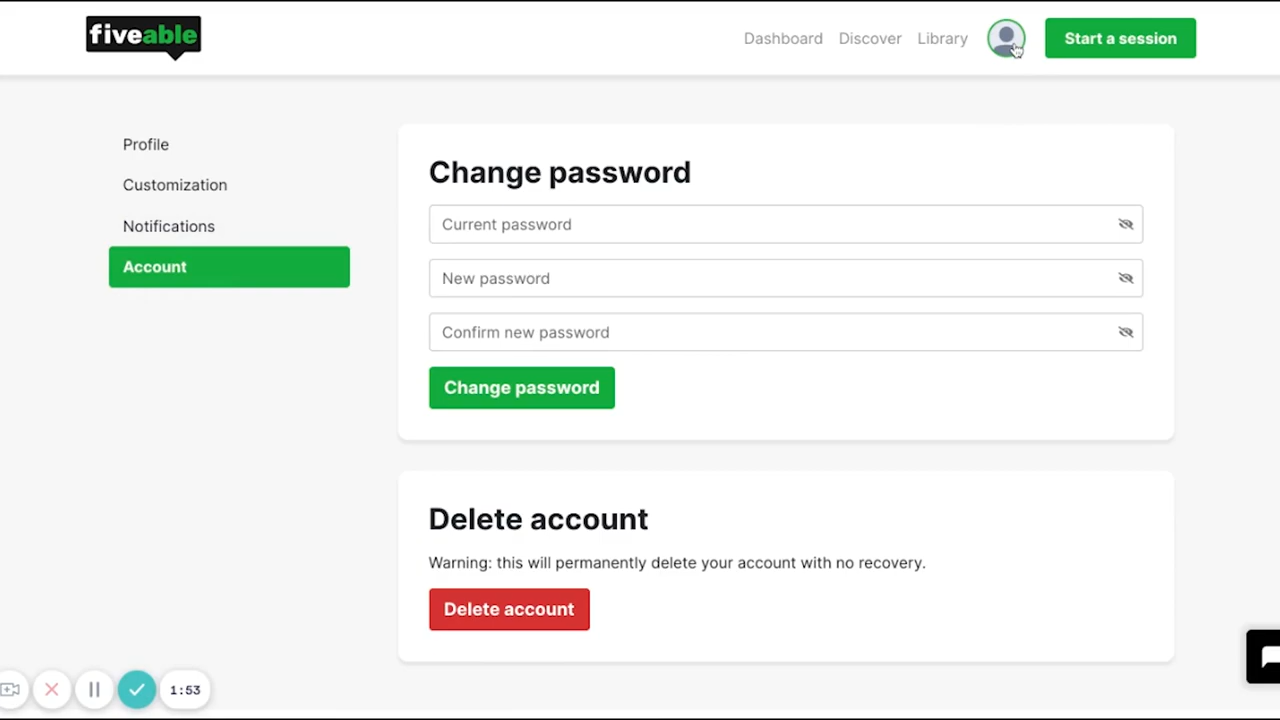 fiveable
Dashboard Discover Library Start a session
Profile
Customization
Notifications
Account
Change password
Current password
New password
Confirm new password
Change password
Delete account
Warning: this will permanently delete your account with no recovery.
Delete account
1:53